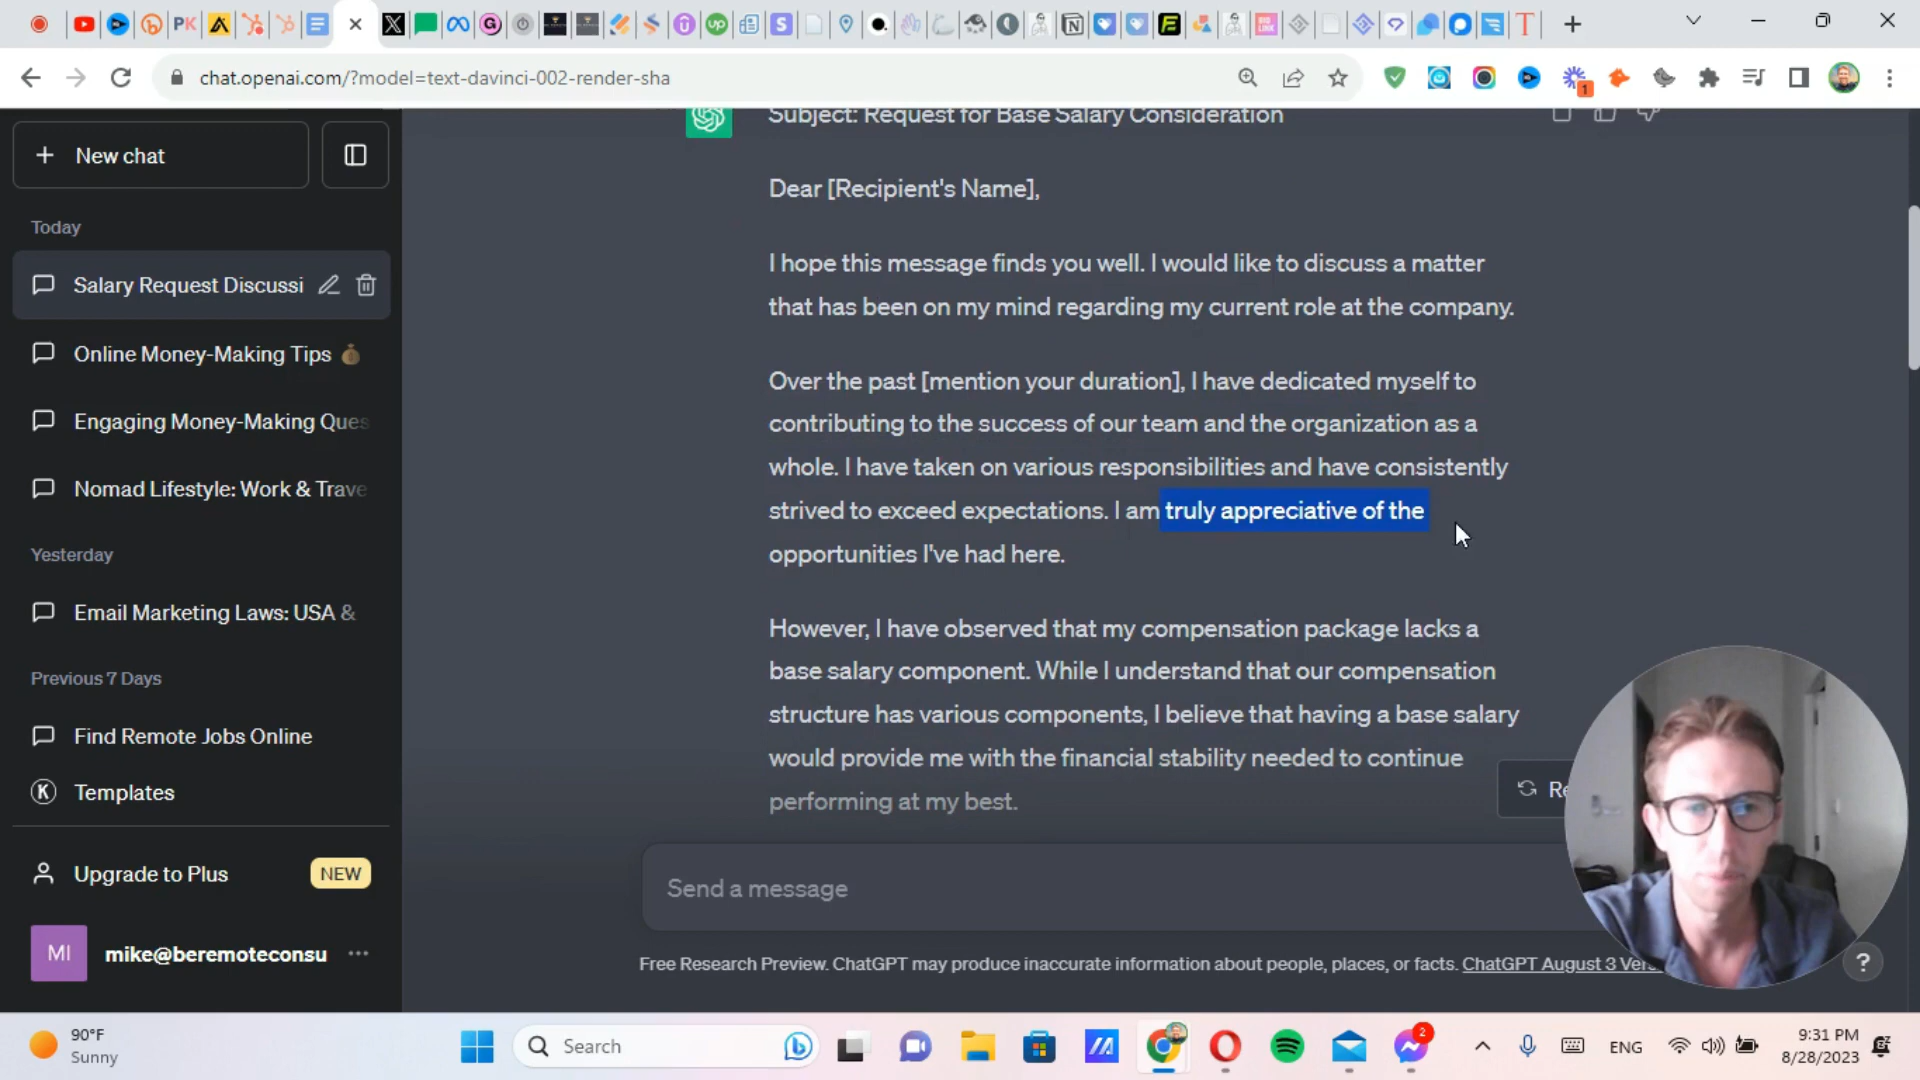 chat.openai.com/?model=text-davinci-002-render-sha
1
New chat
Today
Salary Request Discussi
Online Money-Making Tips
Engaging Money-Making Ques
Nomad Lifestyle: Work & Trave
Yesterday
Email Marketing Laws: USA &
Previous 7 Days
Find Remote Jobs Online
K Templates
Upgrade to Plus NEW
MI mike@beremoteconsu
Subject: Request for Base Salary Consideration
Dear [Recipient's Name],
I hope this message finds you well. I would like to discuss a matter
that has been on my mind regarding my current role at the company.
Over the past [mention your duration], I have dedicated myself to
contributing to the success of our team and the organization as a
whole. I have taken on various responsibilities and have consistently
strived to exceed expectations. I am truly appreciative of the
opportunities I've had here.
However, I have observed that my compensation package lacks a
base salary component. While I understand that our compensation
structure has various components, I believe that having a base salary
would provide me with the financial stability needed to continue
performing at my best.
Re
Send a message
Free Research Preview. ChatGPT may produce inaccurate information about people, places, or facts. ChatGPT August 3 Vers
?
90°F
Sunny
Search
2
ENG
9:31 PM
8/28/2023